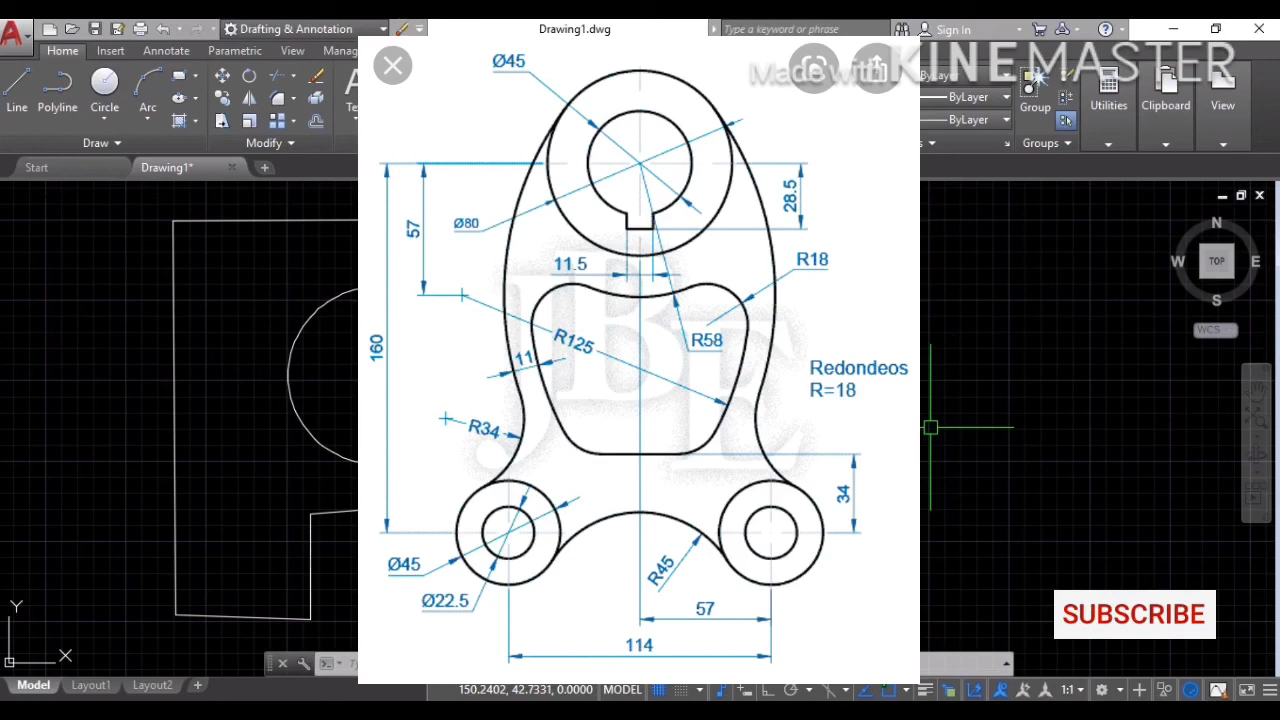 Drafting & Annotation
Drawing1.dwg
Type a keyword or phrase
Sign In
Home
Insert
Annotate
Parametric
View
Manag
Made with KINEMASTER
Line
Polyline
Circle
Arc
ByLayer
ByLayer
ByLayer
Group
Utilities
Clipboard
View
Draw
Modify
Groups
Start
Drawing1*
Ø45
Ø80
57
28.5
11.5
R18
R58
R125
11
160
Redondeos
R=18
R34
34
Ø45
Ø22.5
R45
57
114
JBE
N
W
TOP
E
S
WCS
SUBSCRIBE
Y
X
Model
Layout1
Layout2
150.2402, 42.7331, 0.0000
MODEL
1:1